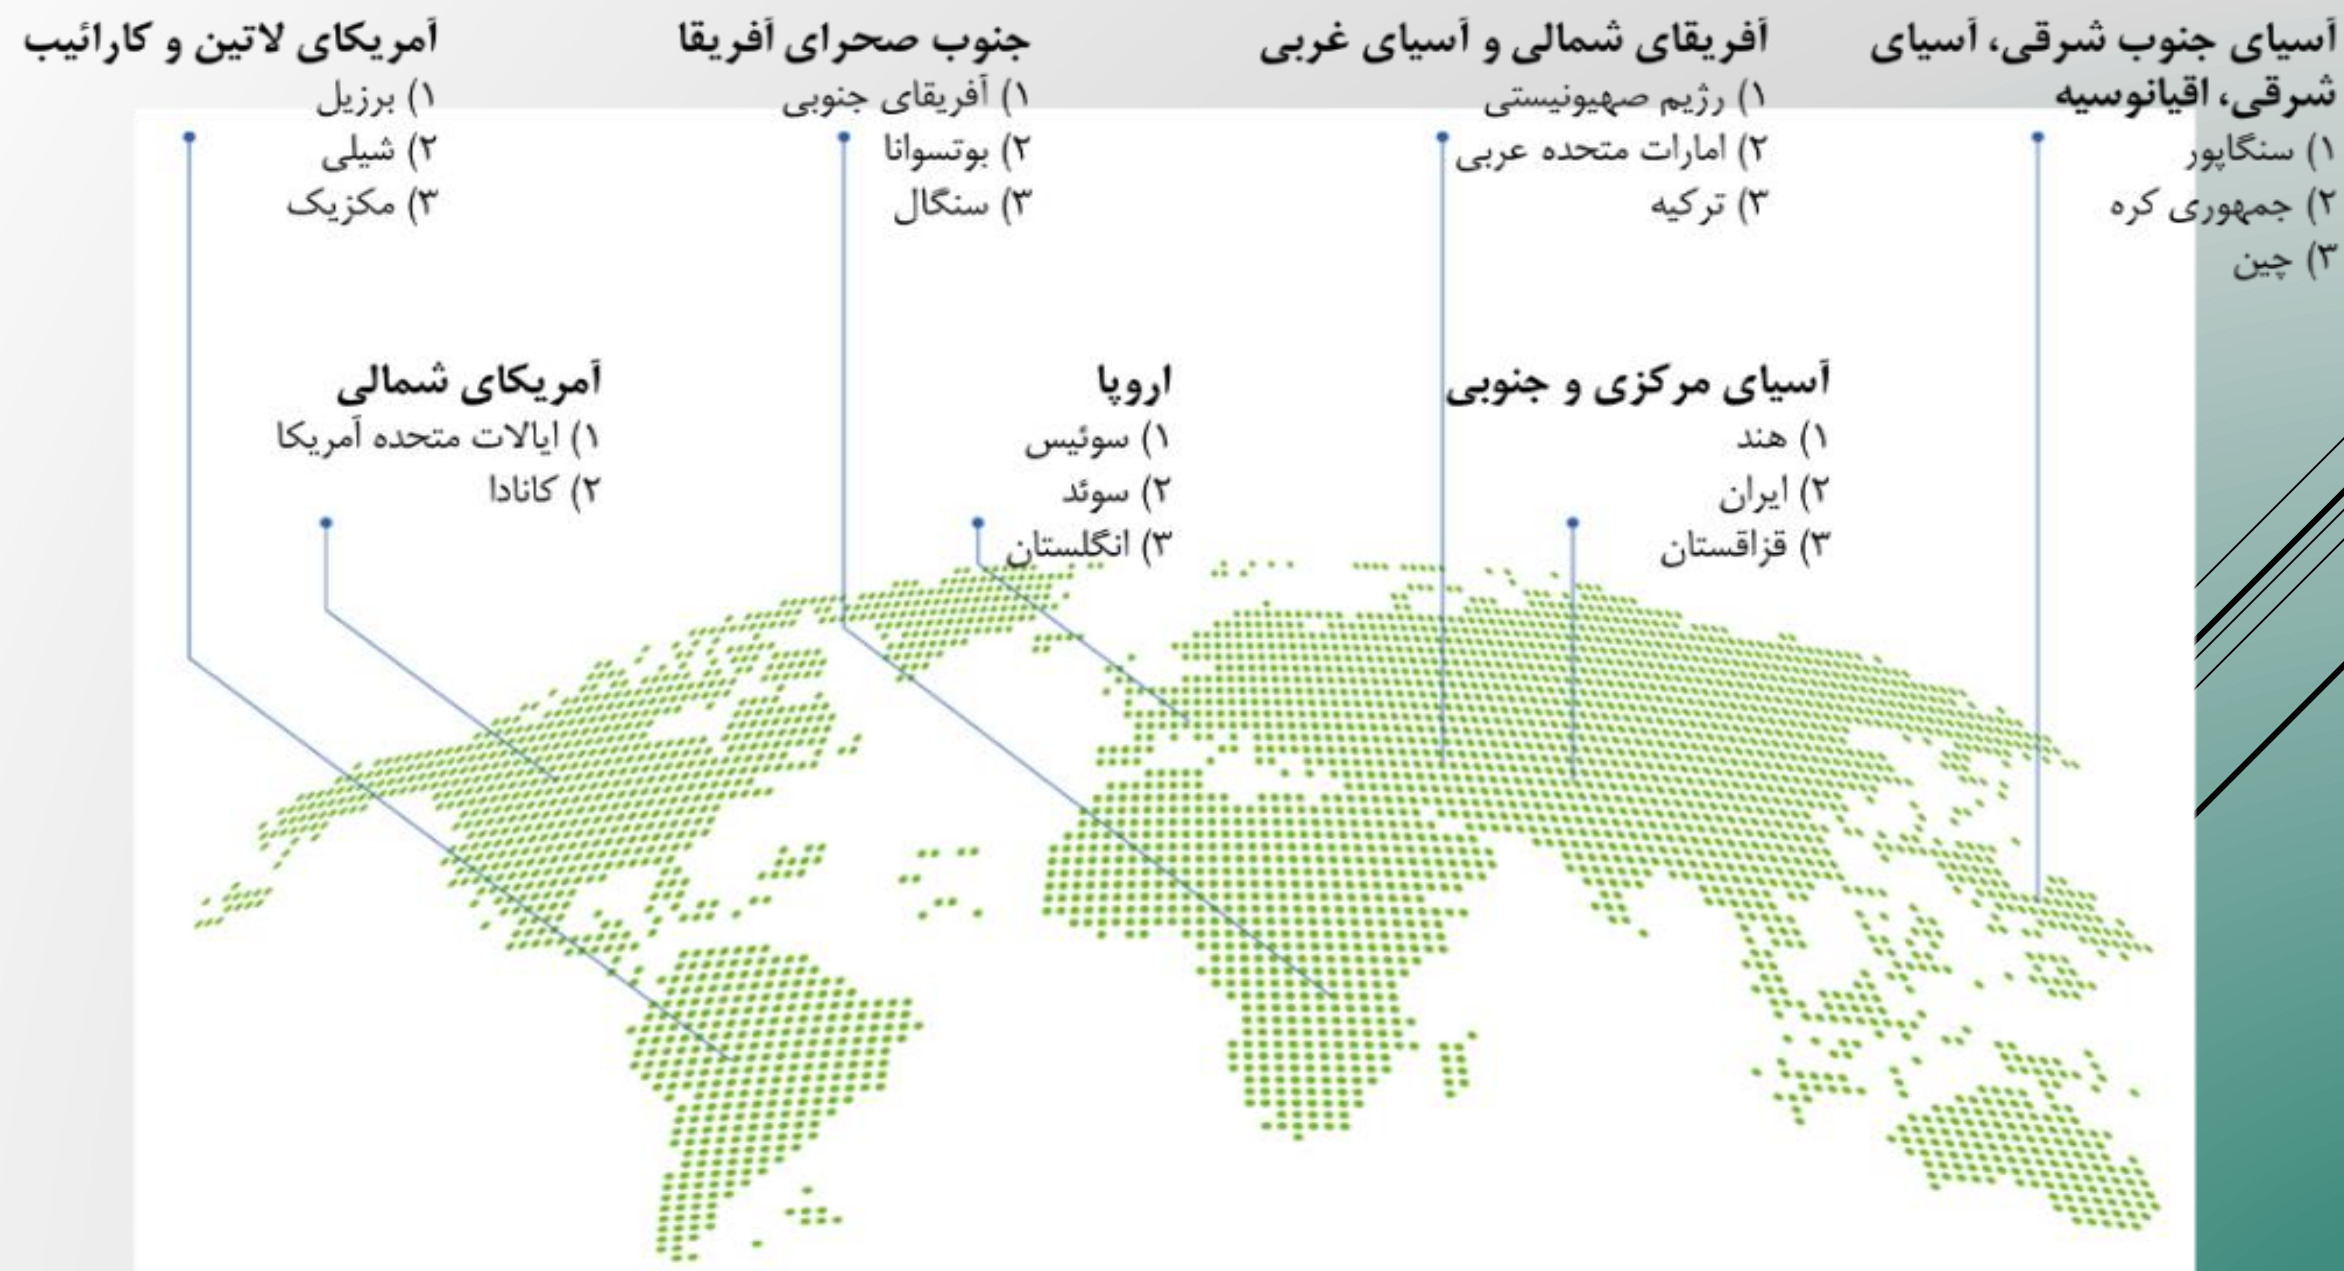 آسیای جنوب شرقی، آسیای
شرقی، اقیانوسیه
۱) سنگاپور
۲) جمهوری کره
۳) چین
آفریقای شمالی و آسیای غربی
۱) رژیم صهیونیستی
۲) امارات متحده عربی
۳) ترکیه
جنوب صحرای آفریقا
۱) آفریقای جنوبی
۲) بوتسوانا
۳) سنگال
آمریکای لاتین و کارائیب
۱) برزیل
۲) شیلی
۳) مکزیک
آسیای مرکزی و جنوبی
۱) هند
۲) ایران
۳) قزاقستان
اروپا
۱) سوئیس
۲) سوئد
۳) انگلستان
آمریکای شمالی
۱) ایالات متحده آمریکا
۲) کانادا